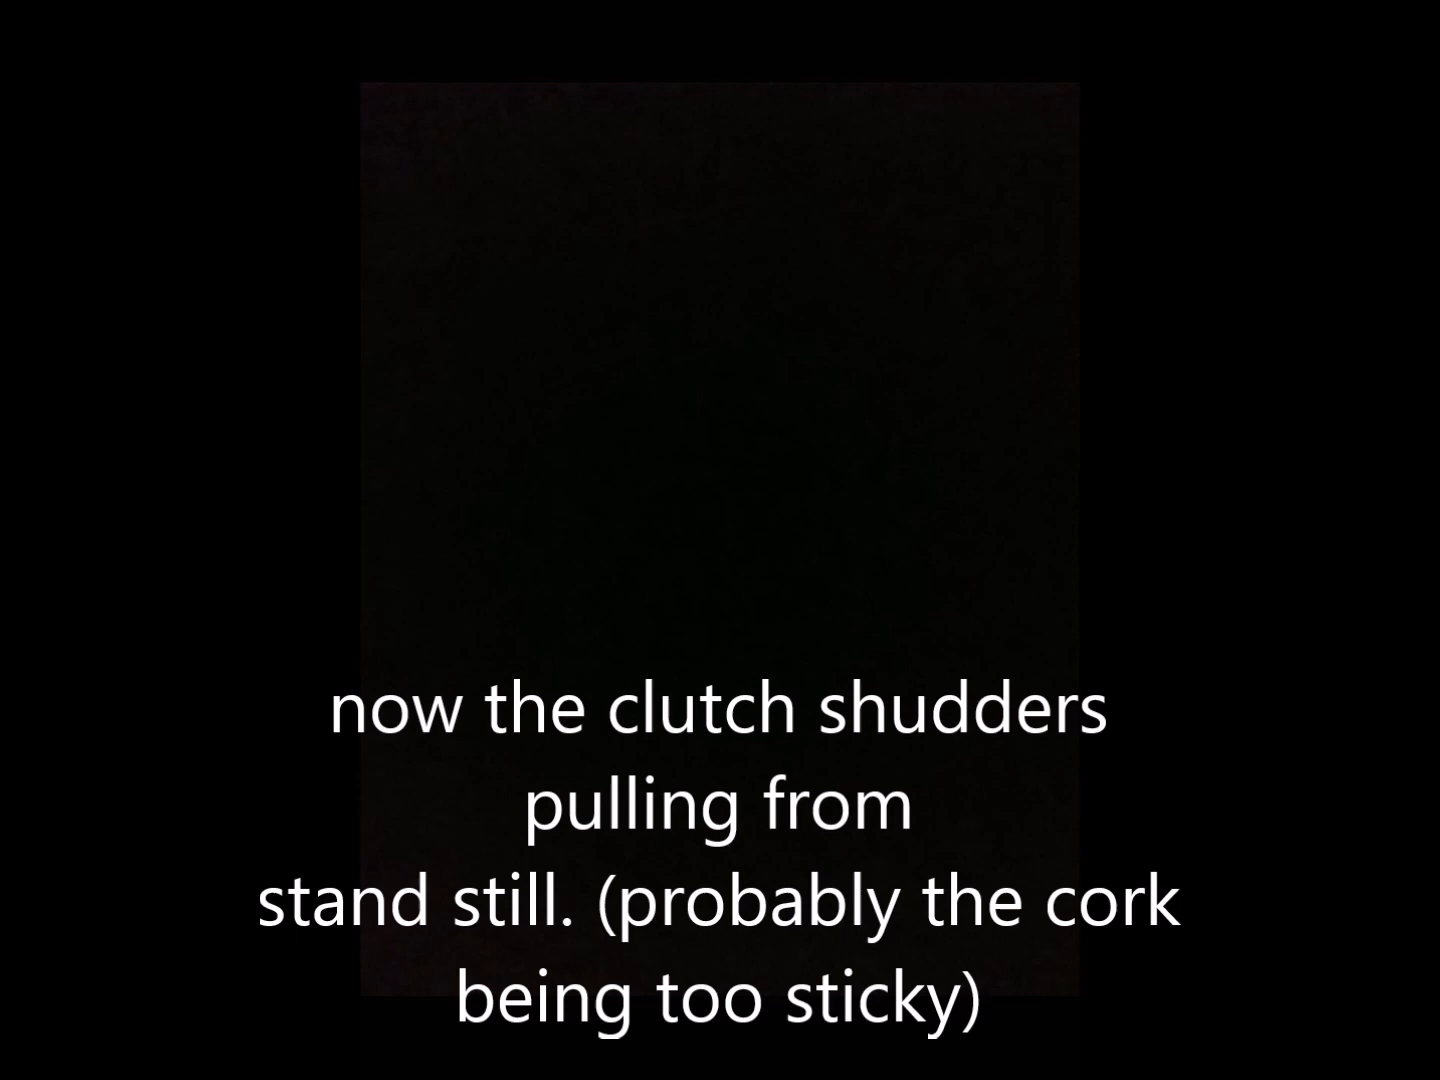 now the clutch shudders
pulling from
stand still. (probably the cork
being too sticky)